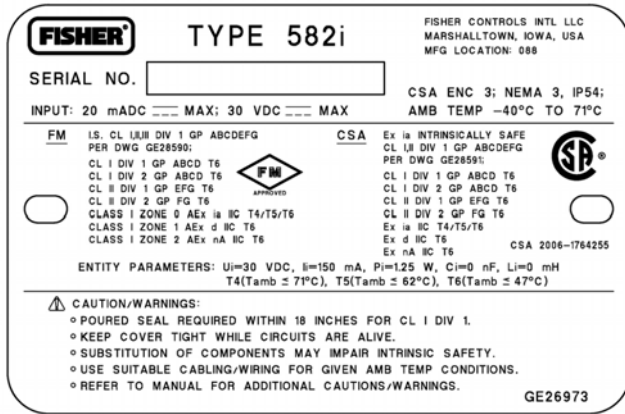 FISHER®
TYPE 582i
FISHER CONTROLS INTL LLC
MARSHALLTOWN, IOWA, USA
MFG LOCATION: 088
SERIAL NO.
CSA ENC 3; NEMA 3, IP54;
INPUT: 20 mADC MAX; 30 VDC MAX
AMB TEMP -40°C TO 71°C
FM
I.S. CL I,II,III DIV 1 GP ABCDEFG
PER DWG GE28590;
CL I DIV 1 GP ABCD T6
CL I DIV 2 GP ABCD T6
CL II DIV 1 GP EFG T6
CL II DIV 2 GP FG T6
CLASS I ZONE 0 AEx ia IIC T4/T5/T6
CLASS I ZONE 1 AEx d IIC T6
CLASS I ZONE 2 AEx nA IIC T6
FM
APPROVED
CSA
Ex ia INTRINSICALLY SAFE
CL I,II DIV 1 GP ABCDEFG
PER DWG GE28591;
CL I DIV 1 GP ABCD T6
CL I DIV 2 GP ABCD T6
CL II DIV 1 GP EFG T6
CL II DIV 2 GP FG T6
Ex ia IIC T4/T5/T6
Ex d IIC T6
Ex nA IIC T6
SA®
CSA 2006-1764255
ENTITY PARAMETERS: Ui=30 VDC, Ii=150 mA, Pi=1.25 W, Ci=0 nF, Li=0 mH
T4(Tamb ≤ 71°C), T5(Tamb ≤ 62°C), T6(Tamb ≤ 47°C)
⚠ CAUTION/WARNINGS:
° POURED SEAL REQUIRED WITHIN 18 INCHES FOR CL I DIV 1.
° KEEP COVER TIGHT WHILE CIRCUITS ARE ALIVE.
° SUBSTITUTION OF COMPONENTS MAY IMPAIR INTRINSIC SAFETY.
° USE SUITABLE CABLING/WIRING FOR GIVEN AMB TEMP CONDITIONS.
° REFER TO MANUAL FOR ADDITIONAL CAUTIONS/WARNINGS.
GE26973